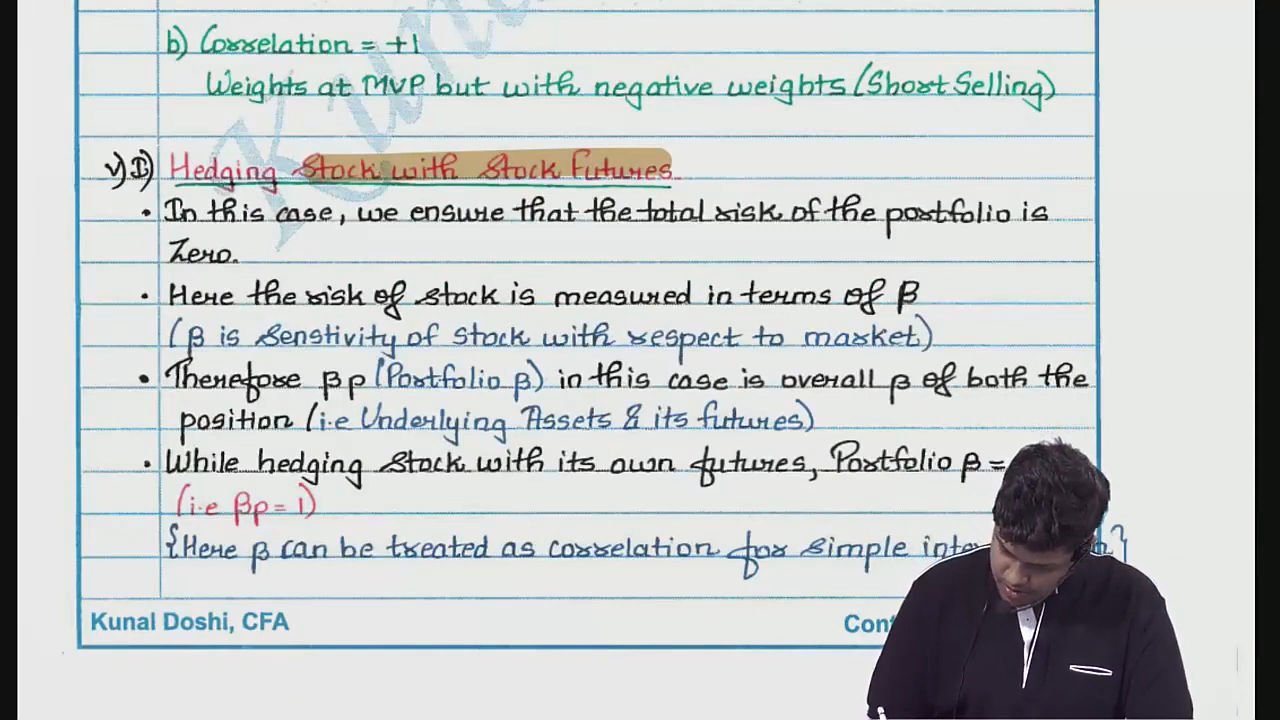 b) Correlation = +1
Weights at MVP but with negative weights (Short Selling)
v) I) Hedging Stock with Stock Futures.
• In this case, we ensure that the total risk of the portfolio is
Zero.
• Here the risk of stock is measured in terms of β
(β is senstivity of stock with respect to market)
• Therefore βp (Portfolio β) in this case is overall β of both the
position (i.e Underlying Assets & its futures)
• While hedging stock with its own futures, Portfolio β =
(i.e βp = 1)
{Here β can be treated as correlation for simple
Kunal Doshi, CFA